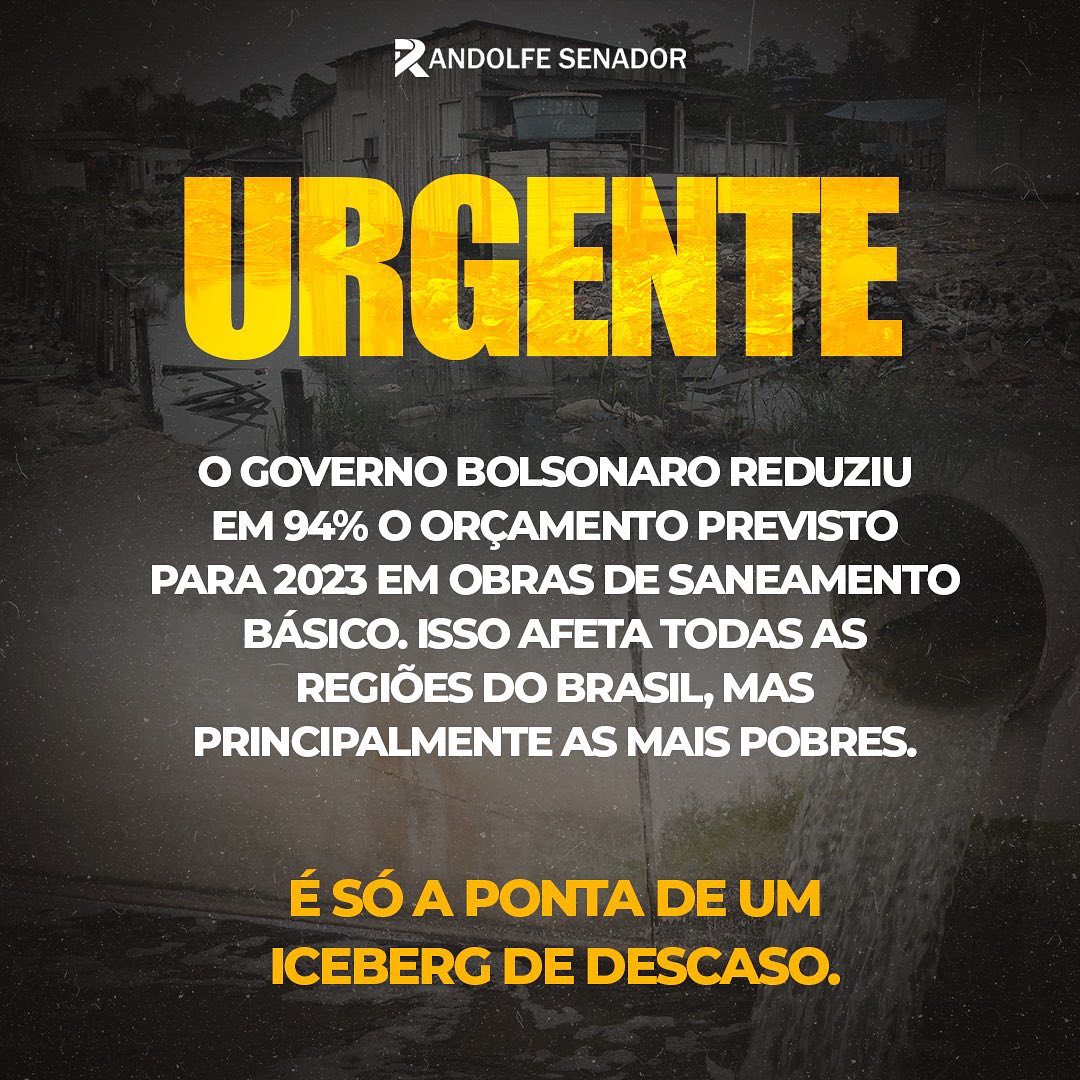 RANDOLFE SENADOR
URGENTE
O GOVERNO BOLSONARO REDUZIU
EM 94% O ORÇAMENTO PREVISTO
PARA 2023 EM OBRAS DE SANEAMENTO
BÁSICO. ISSO AFETA TODAS AS
REGIÕES DO BRASIL, MAS
PRINCIPALMENTE AS MAIS POBRES.
É SÓ A PONTA DE UM
ICEBERG DE DESCASO.